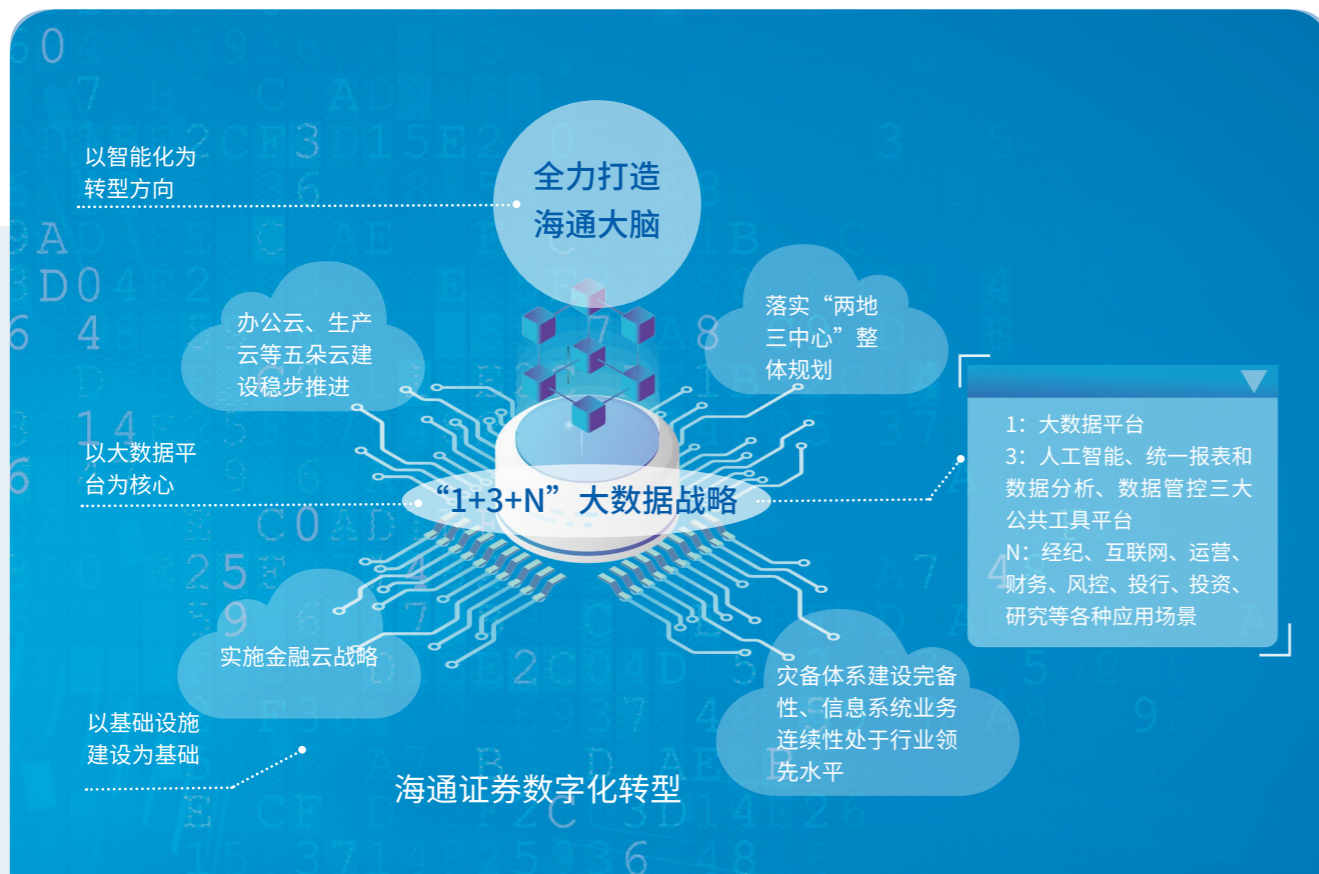 以智能化为
转型方向
全力打造
海通大脑
办公云、生产
云等五朵云建
设稳步推进
落实“两地
三中心”整
体规划
以大数据平
台为核心
“1+3+N”大数据战略
1：大数据平台
3：人工智能、统一报表和
数据分析、数据管控三大
公共工具平台
N：经纪、互联网、运营、
财务、风控、投行、投资、
研究等各种应用场景
实施金融云战略
灾备体系建设完备
性、信息系统业务
连续性处于行业领
先水平
以基础设施
建设为基础
海通证券数字化转型